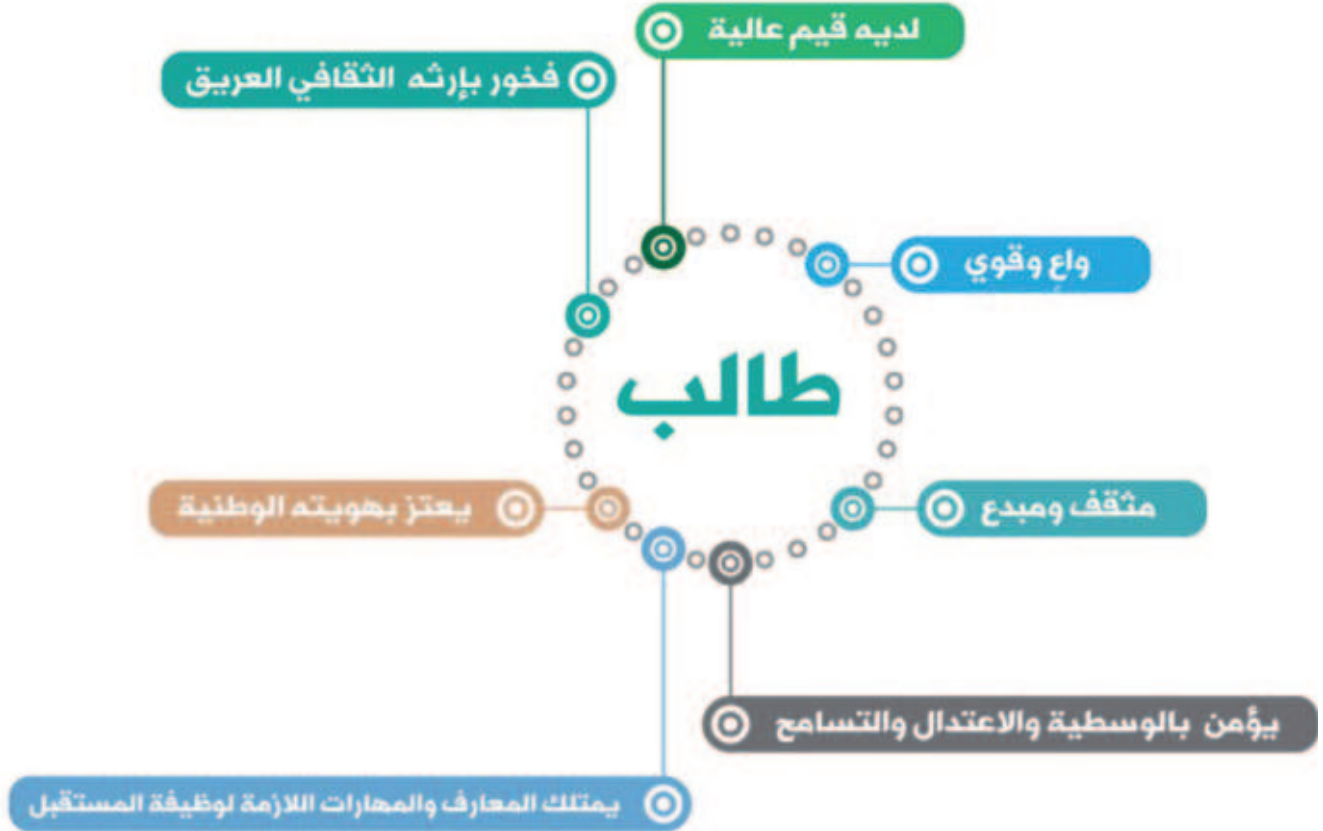 لديه قيم عالية
فخور بإرثه الثقافي العريق
واعٍ وقوي
طالب
يعتز بهويته الوطنية
مثقف ومبدع
يؤمن بالوسطية والاعتدال والتسامح
يمتلك المعارف والمهارات اللازمة لوظيفة المستقبل